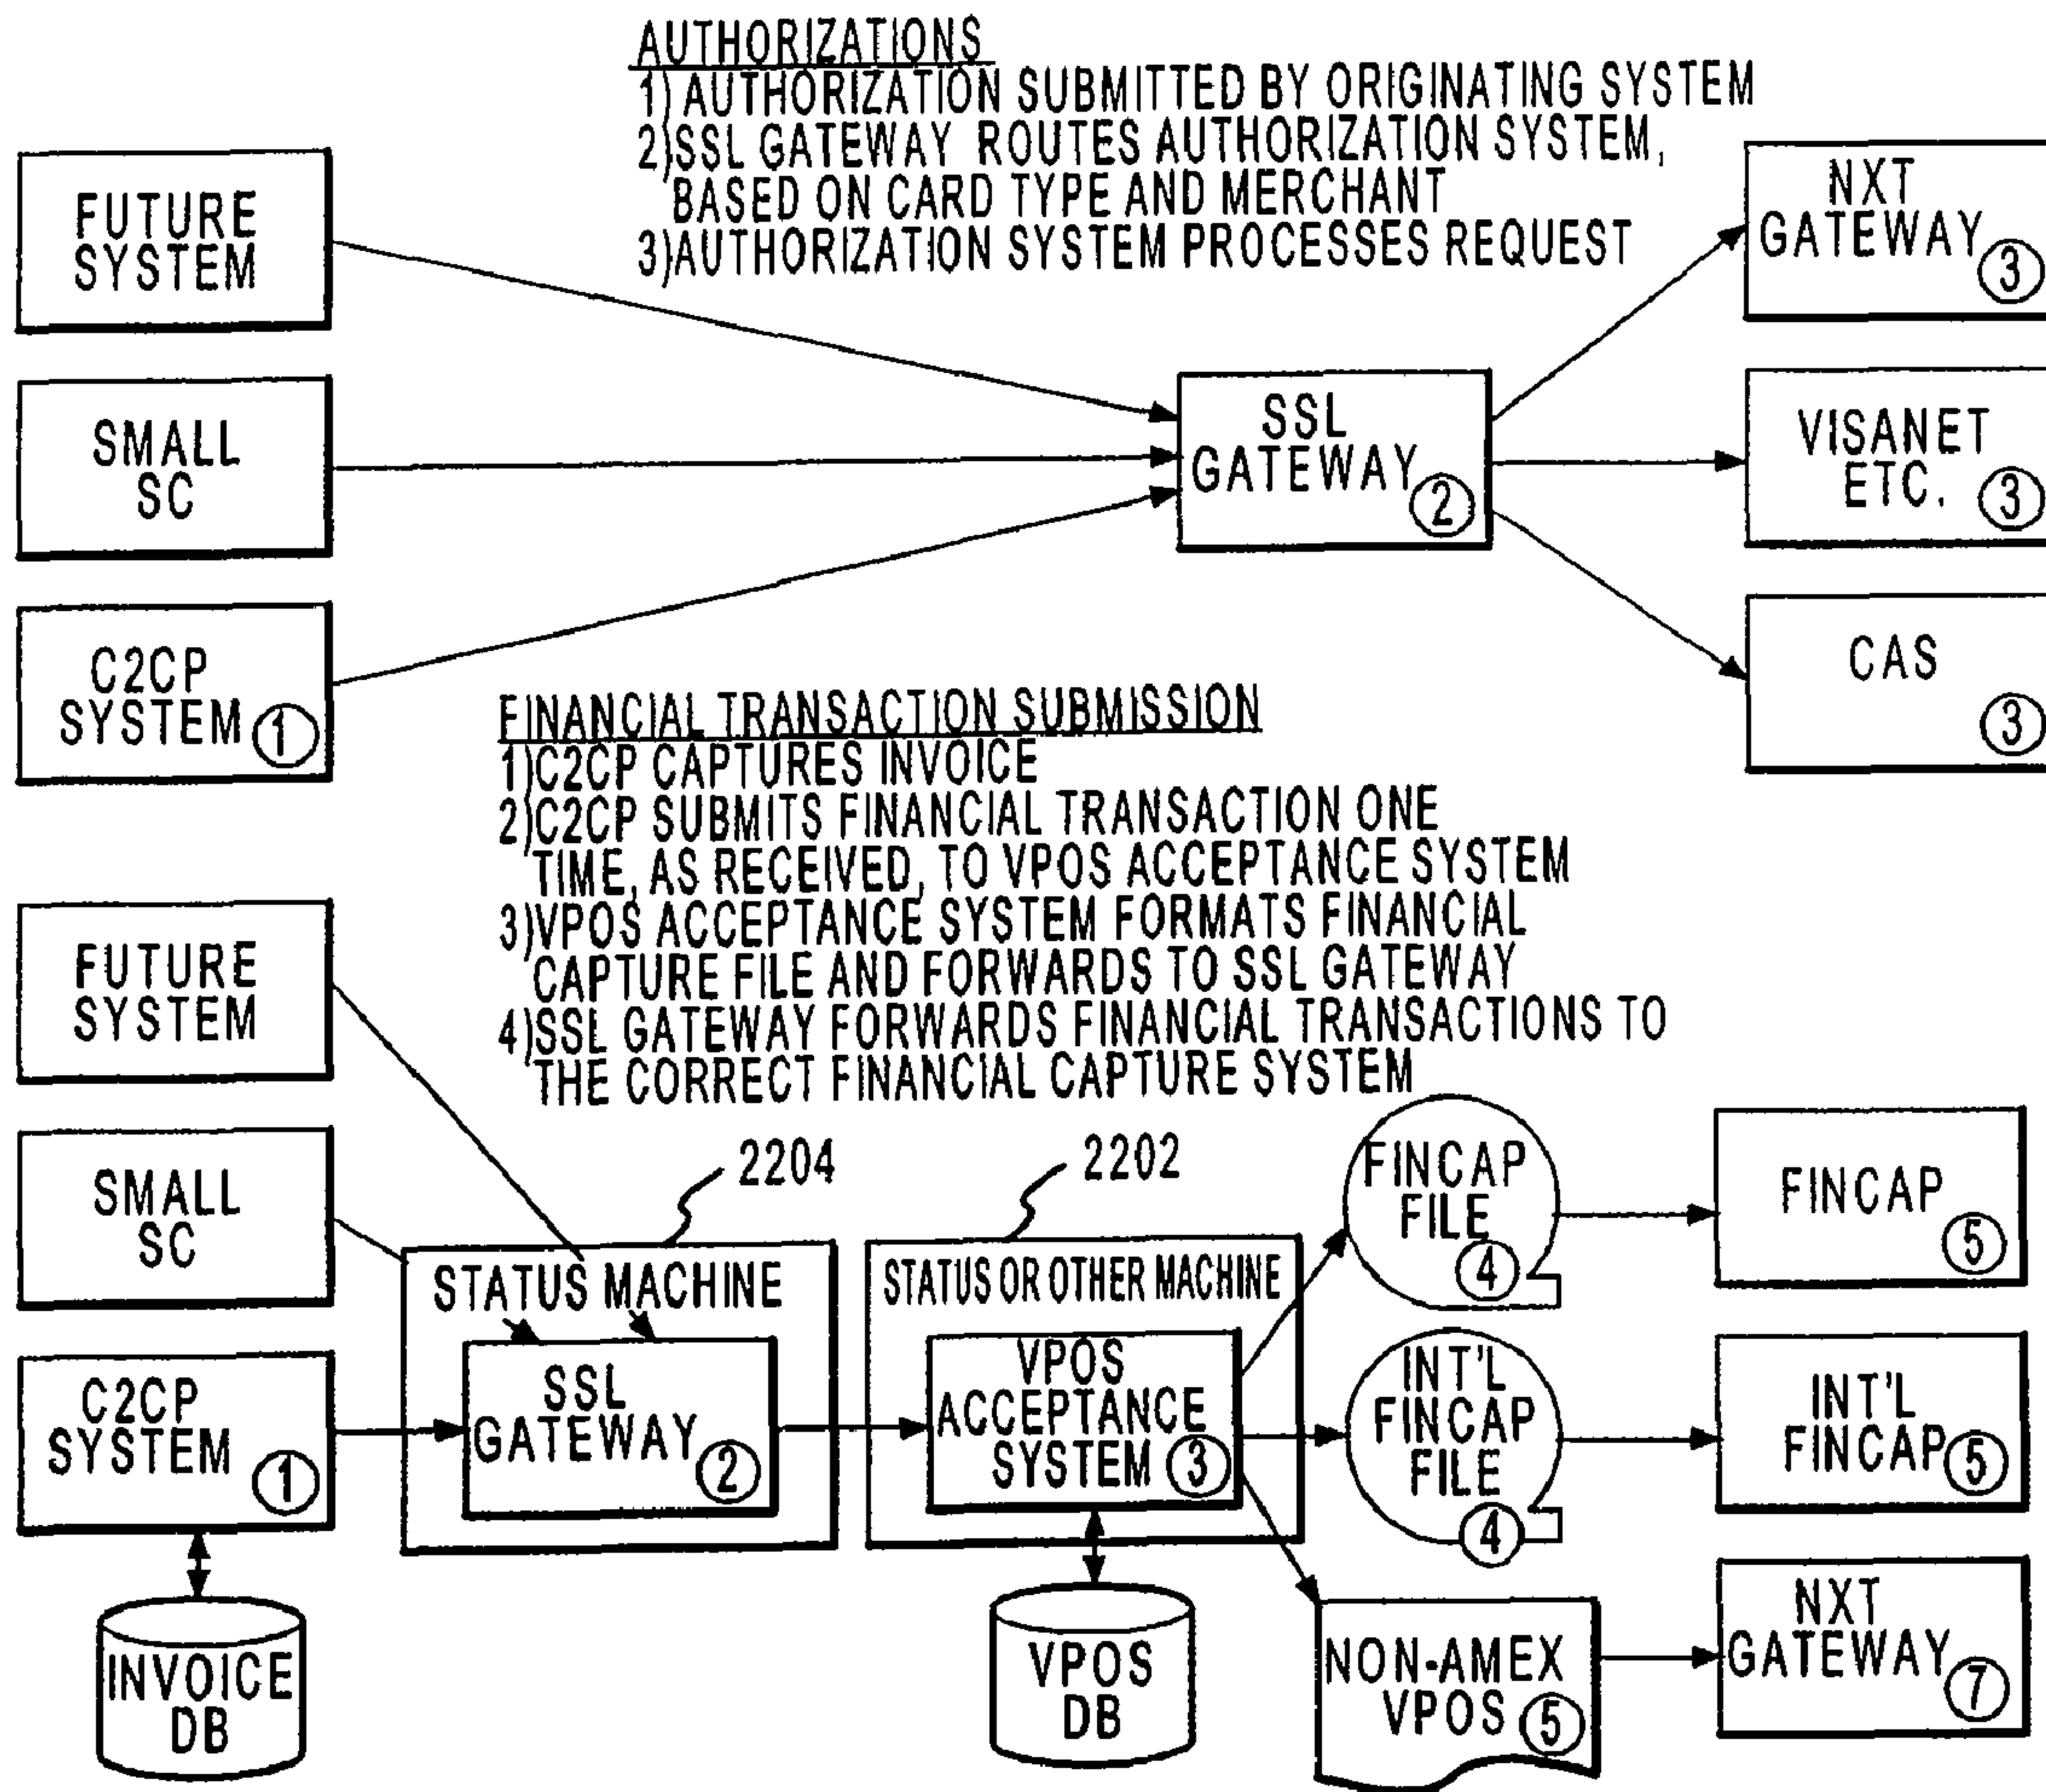 AUTHORIZATIONS
1) AUTHORIZATION SUBMITTED BY ORIGINATING SYSTEM
2) SSL GATEWAY ROUTES AUTHORIZATION SYSTEM,
BASED ON CARD TYPE AND MERCHANT
3) AUTHORIZATION SYSTEM PROCESSES REQUEST
FUTURE
SYSTEM
SMALL
SC
C2CP
SYSTEM 1
SSL
GATEWAY 2
NXT
GATEWAY 3
VISANET
ETC. 3
CAS
3
FINANCIAL TRANSACTION SUBMISSION
1) C2CP CAPTURES INVOICE
2) C2CP SUBMITS FINANCIAL TRANSACTION ONE
TIME, AS RECEIVED, TO VPOS ACCEPTANCE SYSTEM
3) VPOS ACCEPTANCE SYSTEM FORMATS FINANCIAL
CAPTURE FILE AND FORWARDS TO SSL GATEWAY
4) SSL GATEWAY FORWARDS FINANCIAL TRANSACTIONS TO
THE CORRECT FINANCIAL CAPTURE SYSTEM
FUTURE
SYSTEM
SMALL
SC
C2CP
SYSTEM 1
INVOICE
DB
2204
STATUS MACHINE
SSL
GATEWAY 2
2202
STATUS OR OTHER MACHINE
VPOS
ACCEPTANCE
SYSTEM 3
VPOS
DB
FINCAP
FILE
4
INT'L
FINCAP
FILE
4
NON-AMEX
VPOS 5
FINCAP
5
INT'L
FINCAP 5
NXT
GATEWAY 7